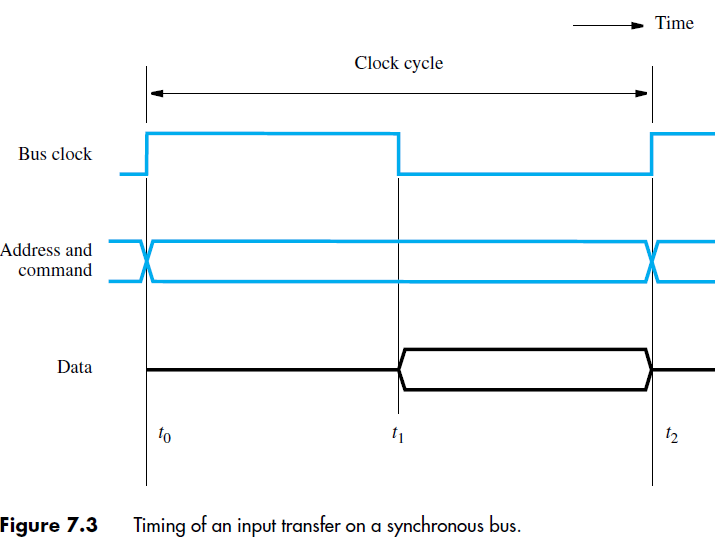 Time
Clock cycle
Bus clock
Address and
command
Data
t0
t1
t2
Figure 7.3 Timing of an input transfer on a synchronous bus.